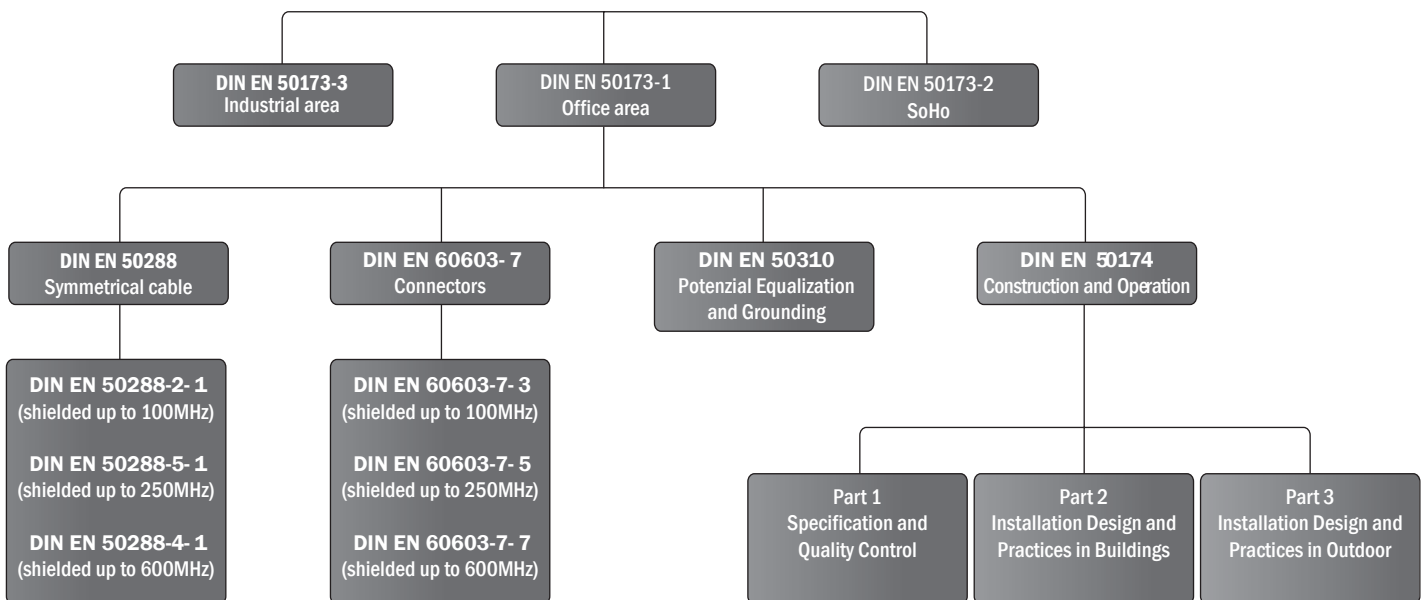 DIN EN 50173-3
Industrial area
DIN EN 50173-1
Office area
DIN EN 50173-2
SoHo
DIN EN 50288
Symmetrical cable
DIN EN 60603- 7
Connectors
DIN EN 50310
Potenzial Equalization
and Grounding
DIN EN 50174
Construction and Operation
DIN EN 50288-2- 1
(shielded up to 100MHz)
DIN EN 50288-5- 1
(shielded up to 250MHz)
DIN EN 50288-4- 1
(shielded up to 600MHz)
DIN EN 60603-7- 3
(shielded up to 100MHz)
DIN EN 60603-7- 5
(shielded up to 250MHz)
DIN EN 60603-7- 7
(shielded up to 600MHz)
Part 1
Specification and
Quality Control
Part 2
Installation Design and
Practices in Buildings
Part 3
Installation Design and
Practices in Outdoor